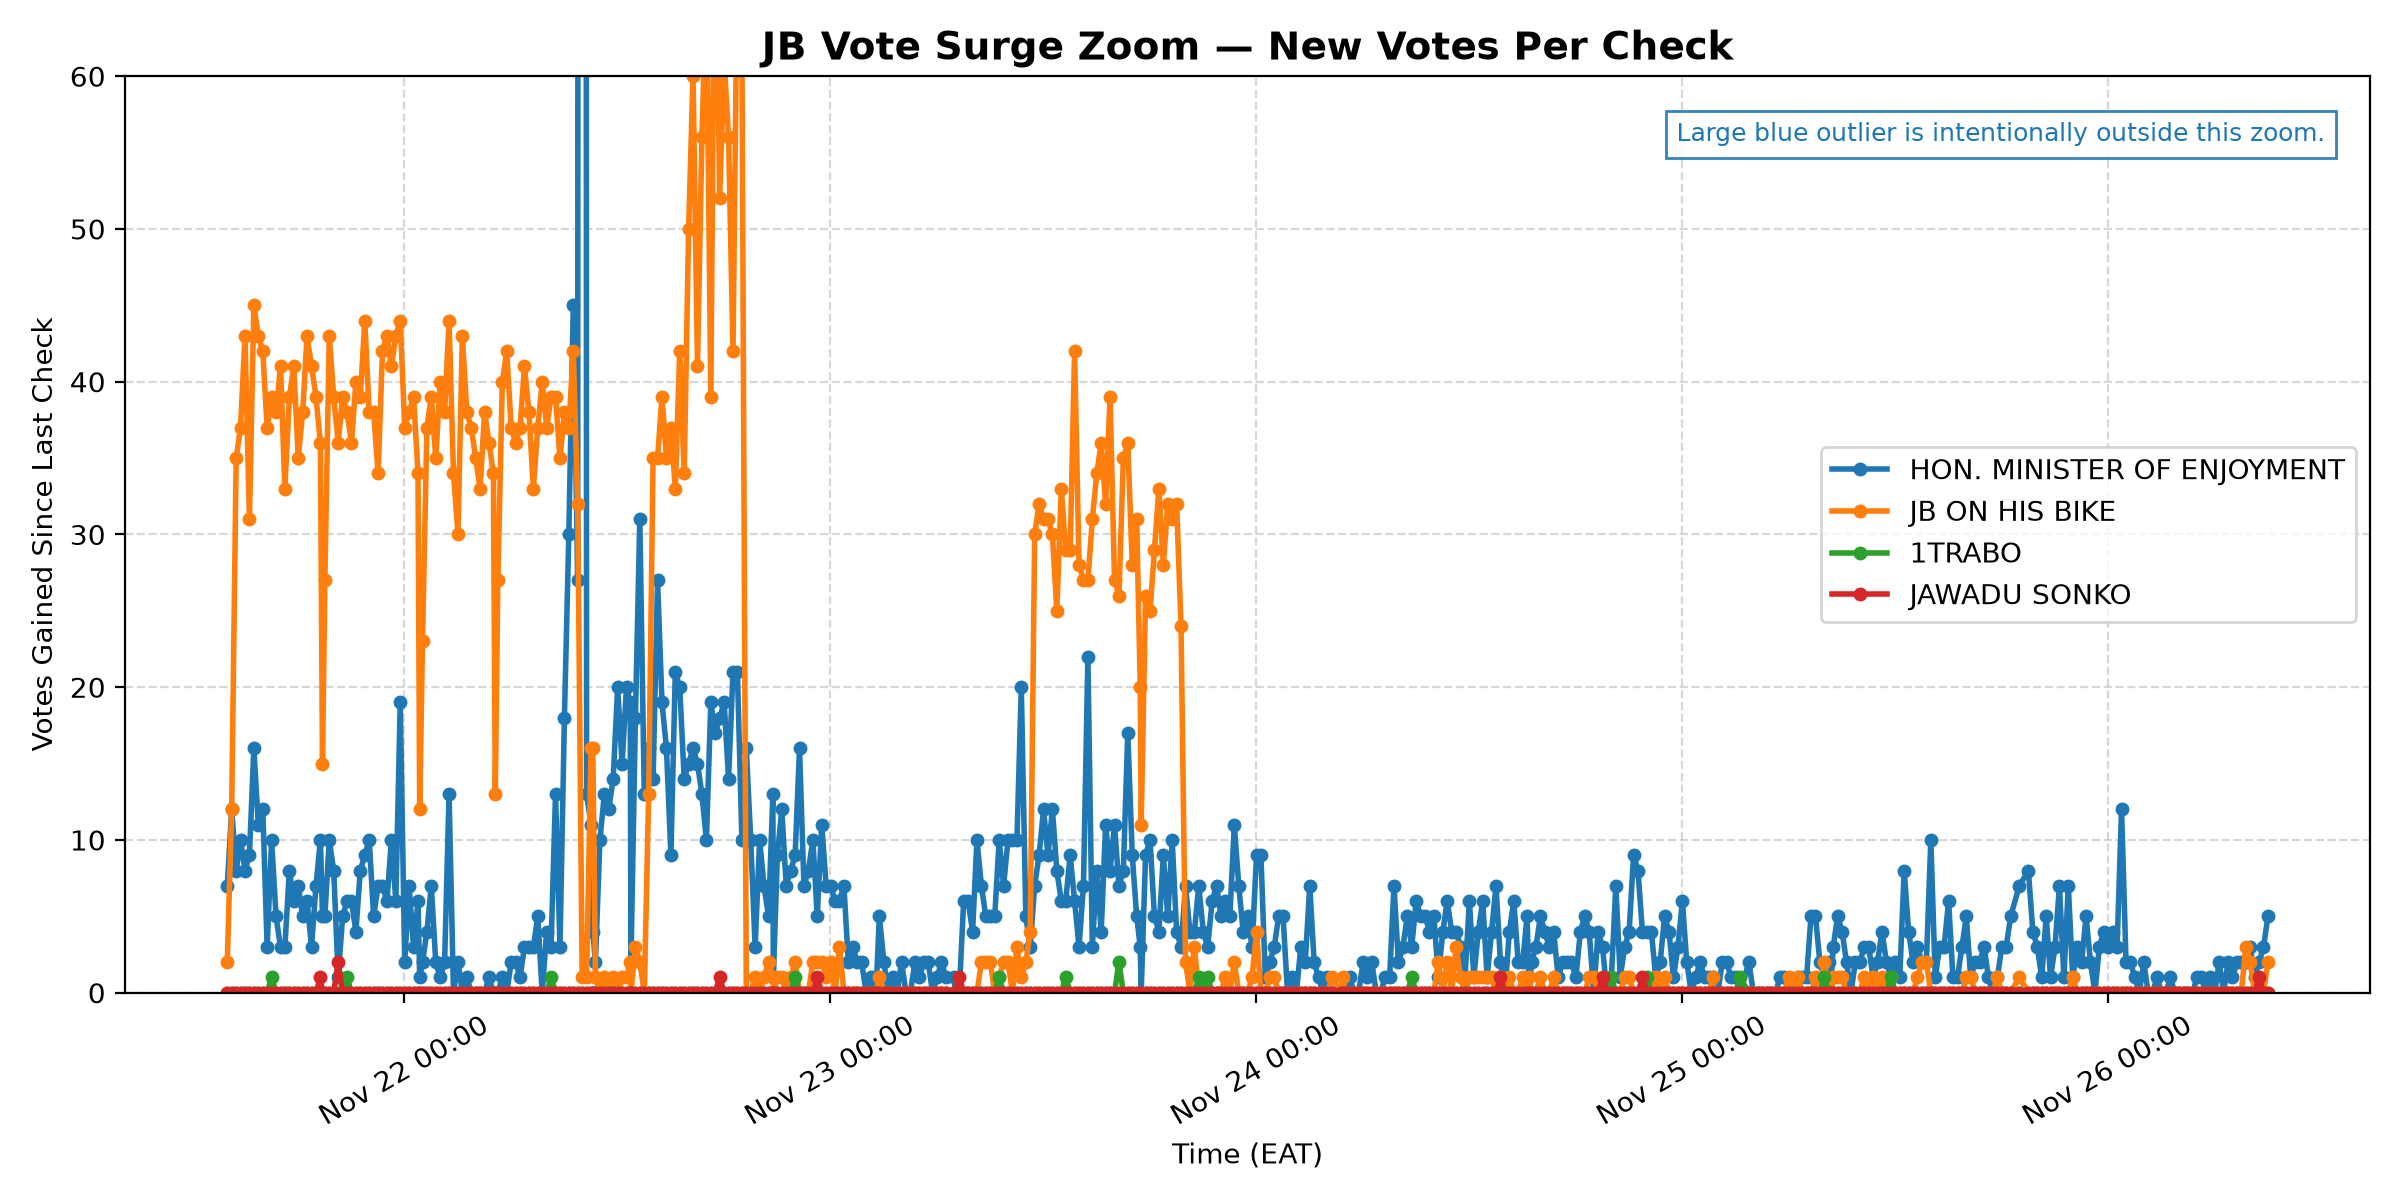 JB Vote Surge Zoom — New Votes Per Check
60
50
40
30
20
10
0
Votes Gained Since Last Check
Large blue outlier is intentionally outside this zoom.
HON. MINISTER OF ENJOYMENT
JB ON HIS BIKE
1TRABO
JAWADU SONKO
Nov 22 00:00
Nov 23 00:00
Nov 24 00:00
Nov 25 00:00
Nov 26 00:00
Time (EAT)